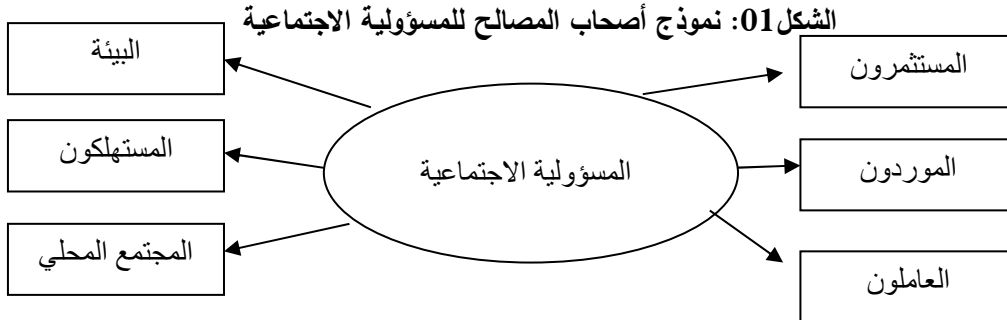 الشكل01: نموذج أصحاب المصالح للمسؤولية الاجتماعية
المستثمرون
البيئة
الموردون
المسؤولية الاجتماعية
المستهلكون
العاملون
المجتمع المحلي